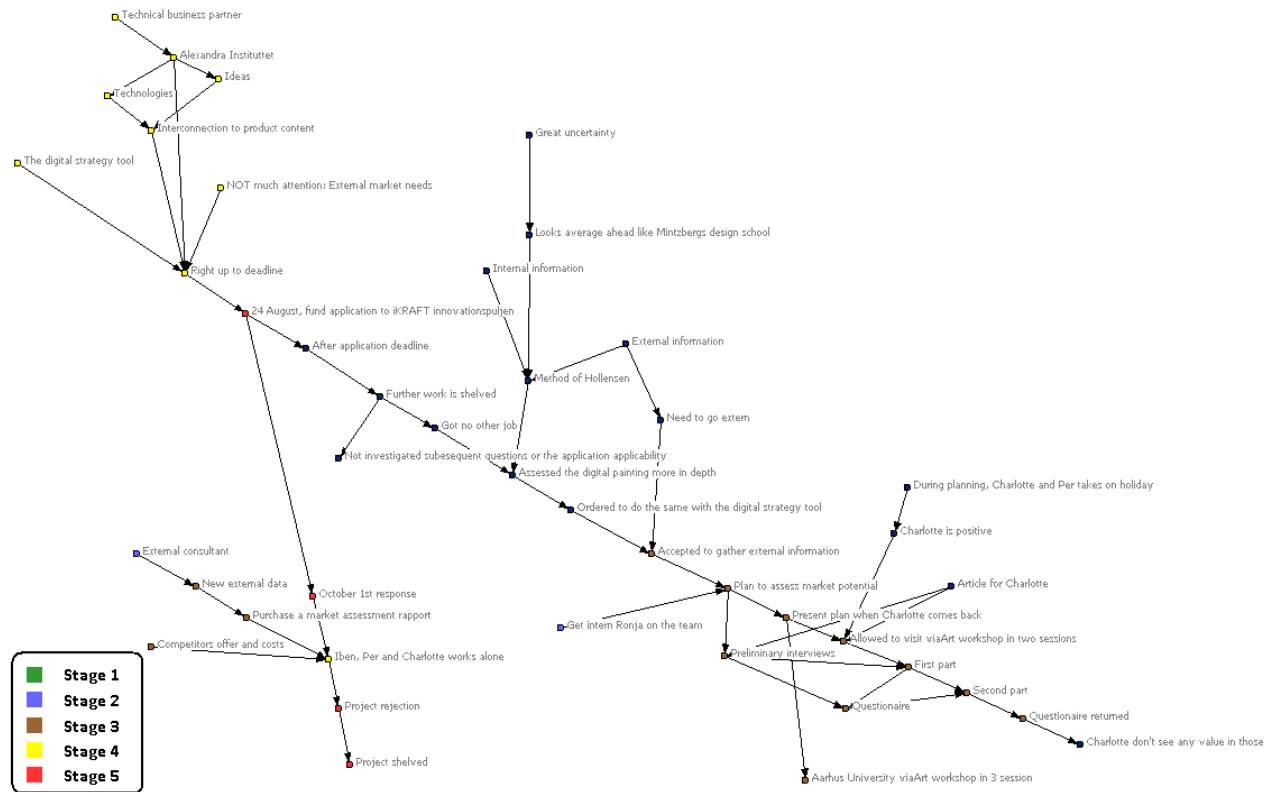 Technical business partner
Alexandra Instituttet
Ideas
Technologies
Interconnection to product content
Great uncertainty
The digital strategy tool
NOT much attention: External market needs
Looks average ahead like Mintzbergs design school
Right up to deadline
Internal information
24 August, fund application to iKRAFT innovationspuljen
After application deadline
External information
Method of Hollensen
Further work is shelved
Need to go extern
Got no other job
Not investigated subesequent questions or the application applicability
Assessed the digital painting more in depth
During planning, Charlotte and Per takes on holiday
Ordered to do the same with the digital strategy tool
Charlotte is positive
External consultant
Accepted to gather external information
New external data
Plan to assess market potential
Article for Charlotte
October 1st response
Purchase a market assessment rapport
Present plan when Charlotte comes back
Get intern Ronja on the team
Allowed to visit viaArt workshop in two sessions
Competitors offer and costs
Iben, Per and Charlotte works alone
Preliminary interviews
First part
Second part
Project rejection
Questionaire
Questionaire returned
Charlotte don't see any value in those
Project shelved
Aarhus University viaArt workshop in 3 session
Stage 1
Stage 2
Stage 3
Stage 4
Stage 5